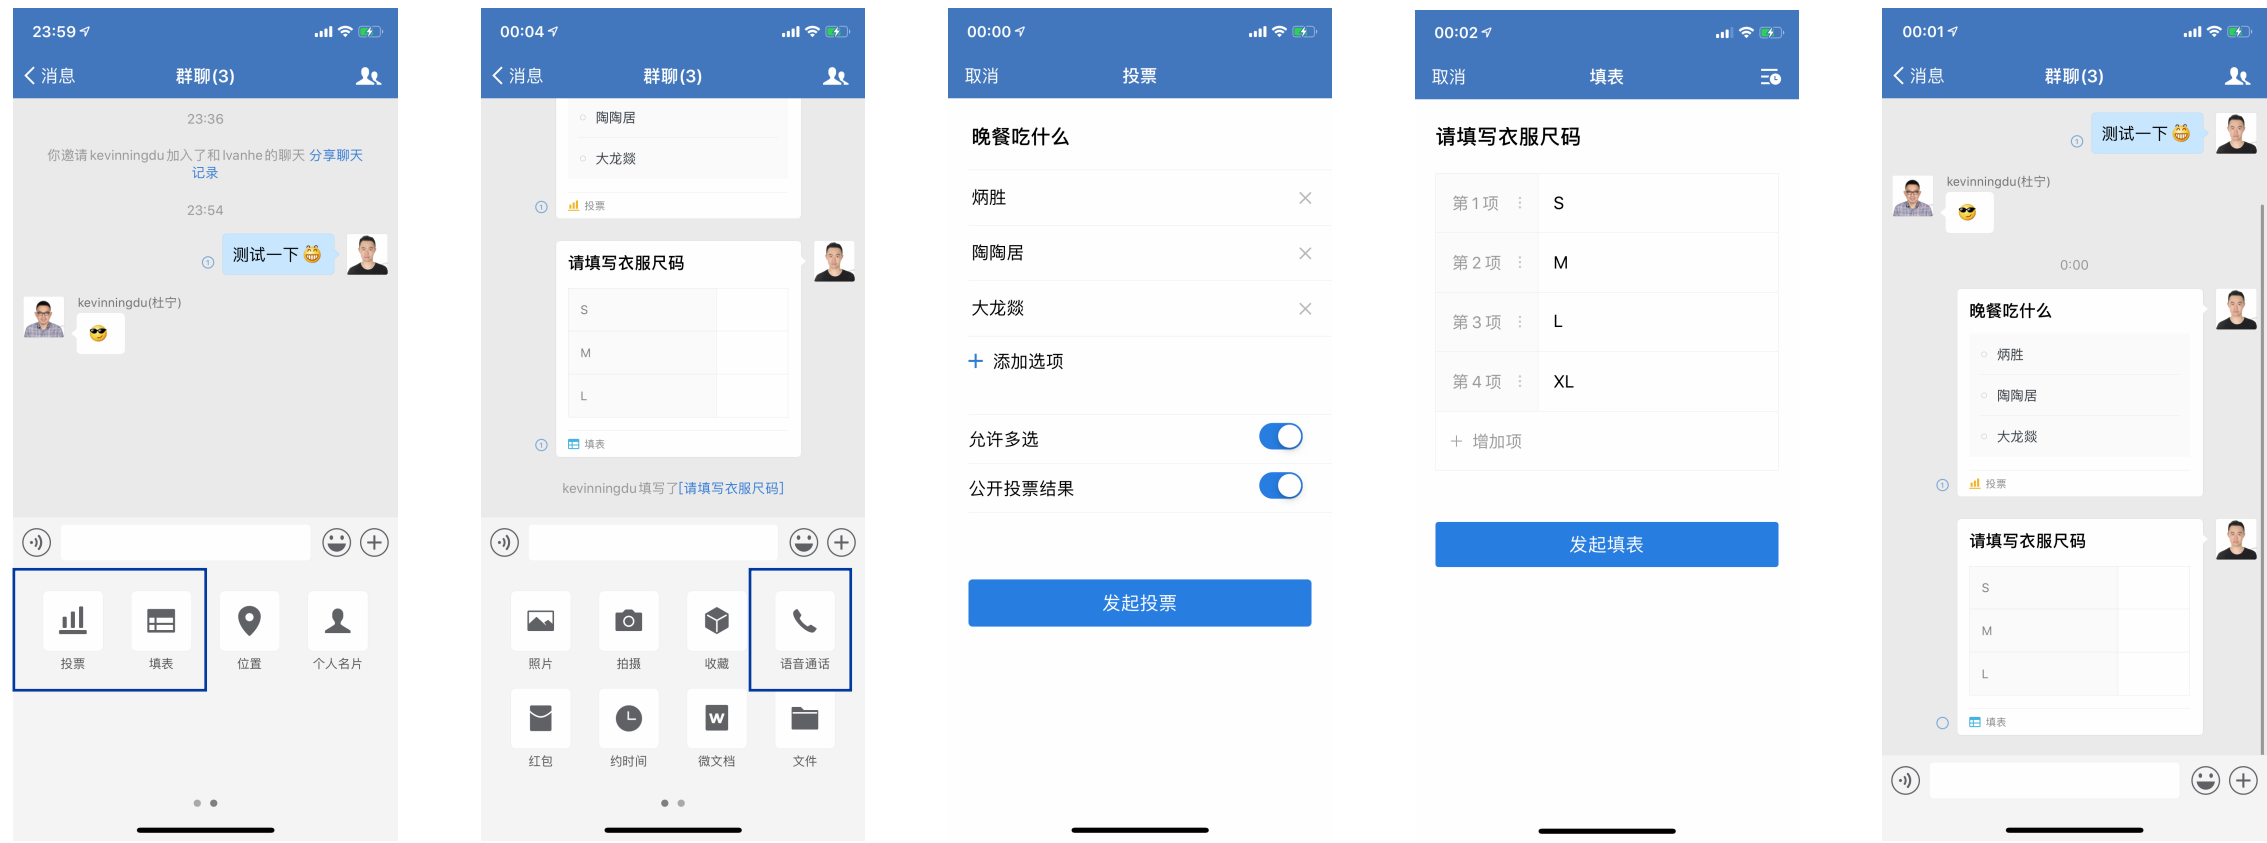 23:59
消息
群聊(3)
23:36
你邀请kevinningdu加入了和Ivanhe的聊天 分享聊天
记录
23:54
测试一下
kevinningdu(杜宁)
投票
填表
位置
个人名片
00:04
消息
群聊(3)
陶陶居
大龙燚
投票
请填写衣服尺码
S
M
L
填表
kevinningdu填写了[请填写衣服尺码]
照片
拍摄
收藏
语音通话
红包
约时间
W
微文档
文件
00:00
取消
投票
晚餐吃什么
炳胜
陶陶居
大龙燚
添加选项
允许多选
公开投票结果
发起投票
00:02
取消
填表
请填写衣服尺码
第1项 S
第2项 M
第3项 L
第4项 XL
增加项
发起填表
00:01
消息
群聊(3)
测试一下
kevinningdu(杜宁)
0:00
晚餐吃什么
炳胜
陶陶居
大龙燚
投票
请填写衣服尺码
S
M
L
填表